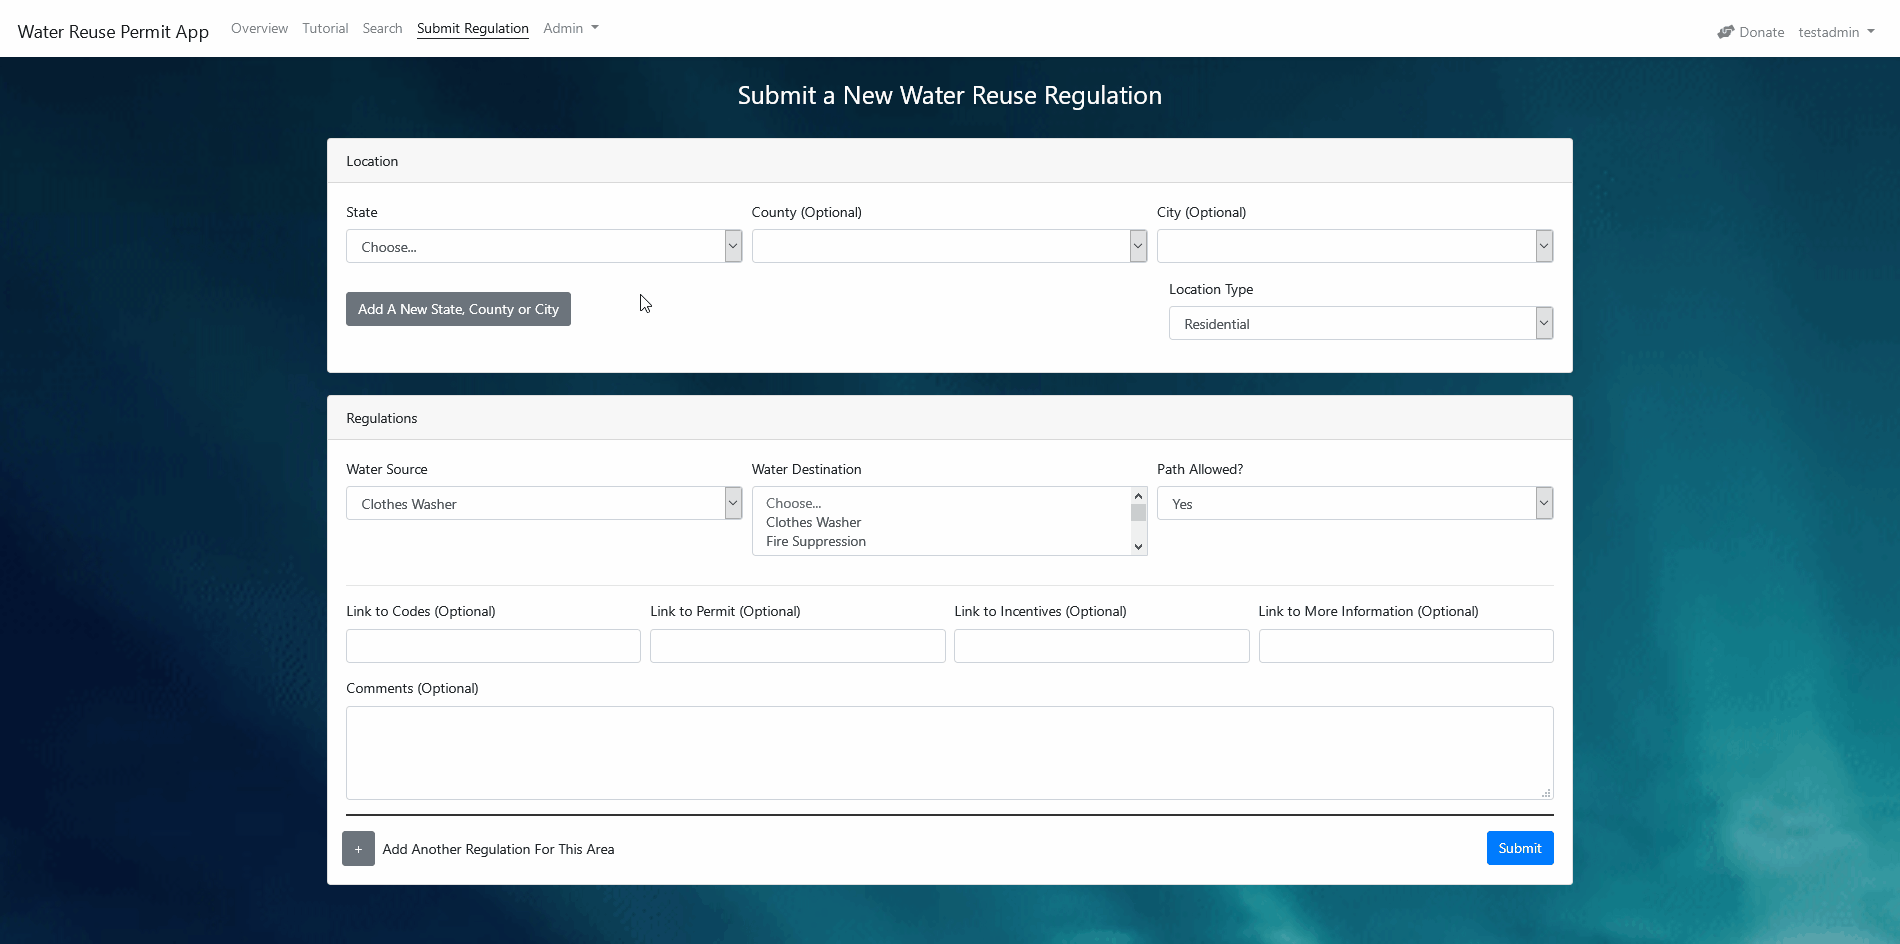 Water Reuse Permit App Overview Tutorial Search Submit Regulation Admin Donate testadmin
Submit a New Water Reuse Regulation
Location
State County (Optional) City (Optional)
Choose...
Add A New State, County or City
Location Type
Residential
Regulations
Water Source Water Destination Path Allowed?
Clothes Washer Choose... Yes
Clothes Washer
Fire Suppression
Link to Codes (Optional) Link to Permit (Optional) Link to Incentives (Optional) Link to More Information (Optional)
Comments (Optional)
+ Add Another Regulation For This Area Submit